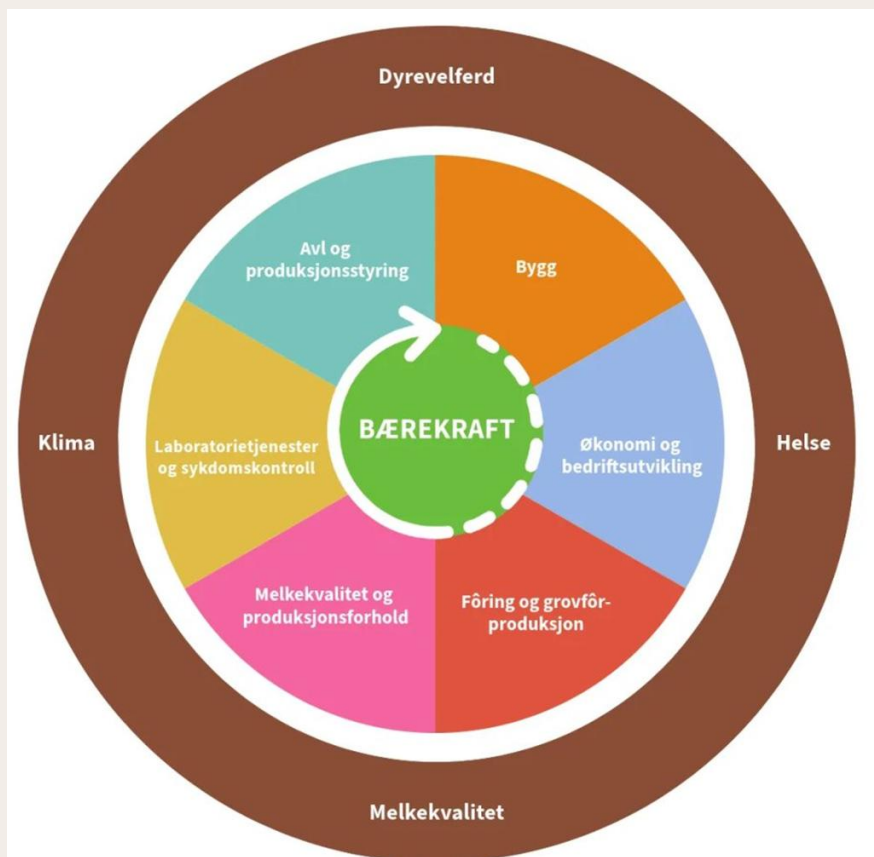 Dyrevelferd
Avl og
produksjonsstyring
Bygg
BÆREKRAFT
Klima
Laboratorietjenester
og sykdomskontroll
Økonomi og
bedriftsutvikling
Helse
Melkekvalitet og
produksjonsforhold
Fôring og grovfôr-
produksjon
Melkekvalitet